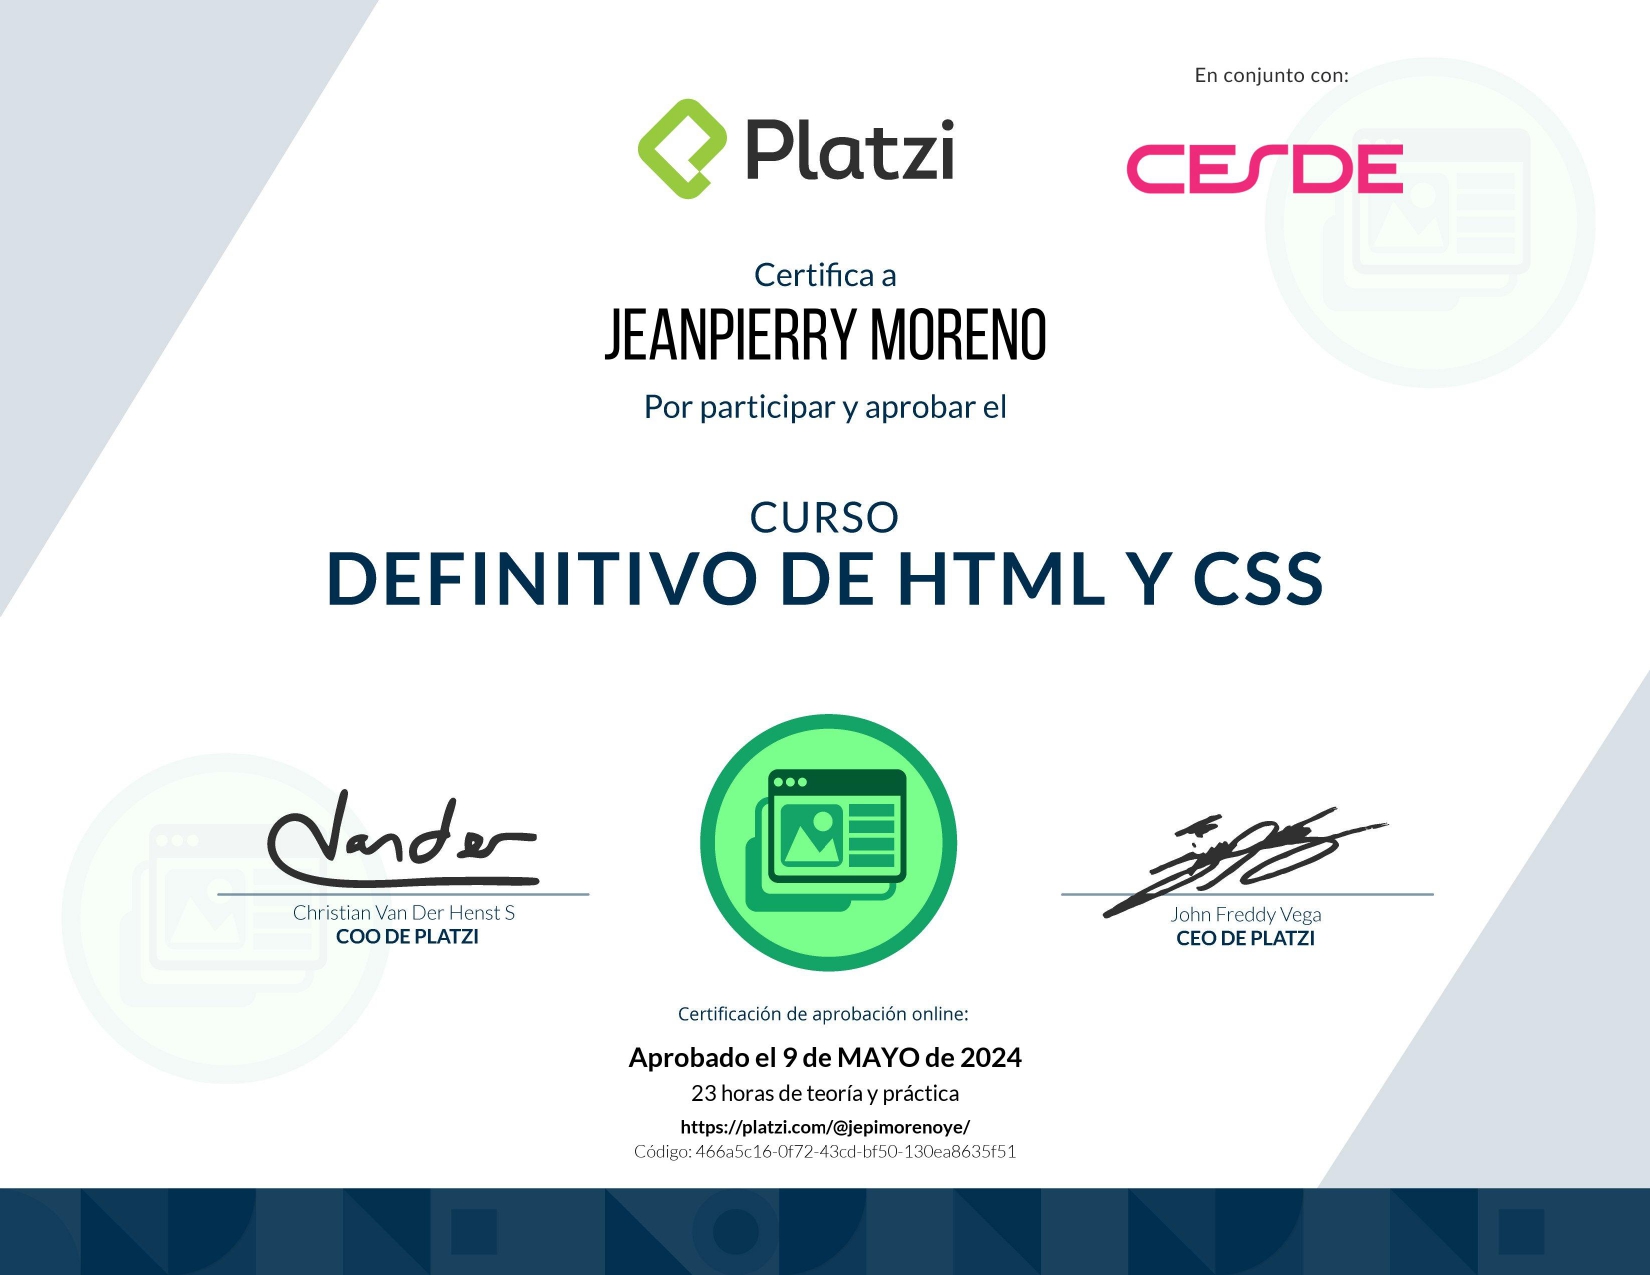 En conjunto con:
Platzi
CESDE
Certifica a
JEANPIERRY MORENO
Por participar y aprobar el
CURSO
DEFINITIVO DE HTML Y CSS
Vander
Christian Van Der Henst S
COO DE PLATZI
John Freddy Vega
CEO DE PLATZI
Certificación de aprobación online:
Aprobado el 9 de MAYO de 2024
23 horas de teoría y práctica
https://platzi.com/@jepimorenoye/
Código: 466a5c16-0f72-43cd-bf50-130ea8635f51